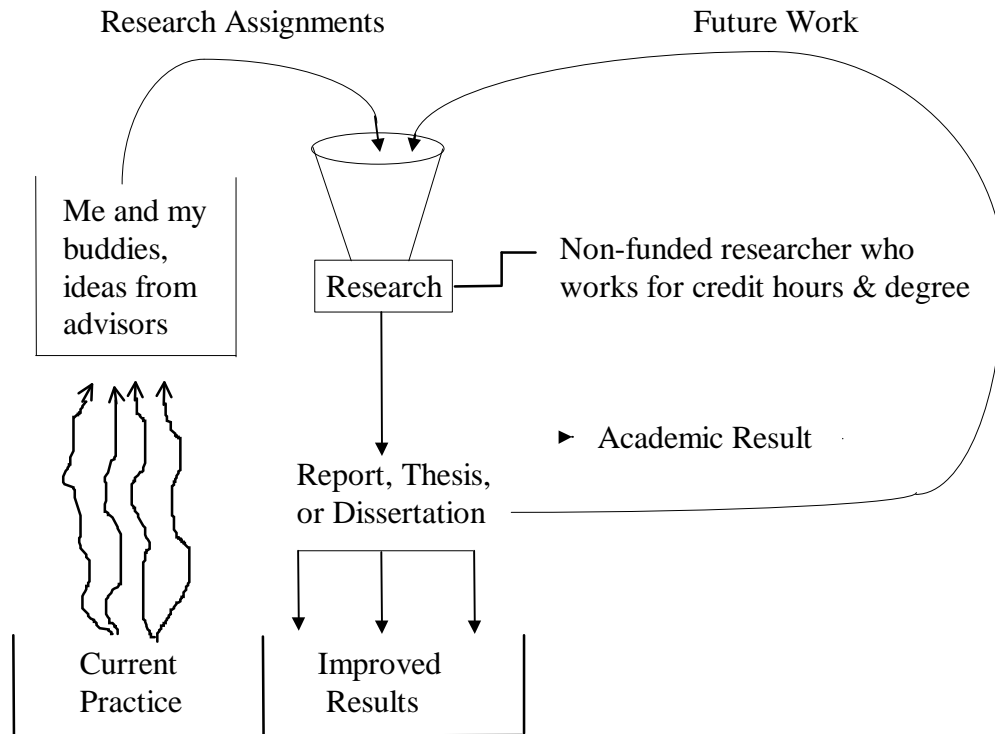 Research Assignments
Future Work
Me and my
buddies,
ideas from
advisors
Research
Non-funded researcher who
works for credit hours & degree
Academic Result
Report, Thesis,
or Dissertation
Current
Practice
Improved
Results